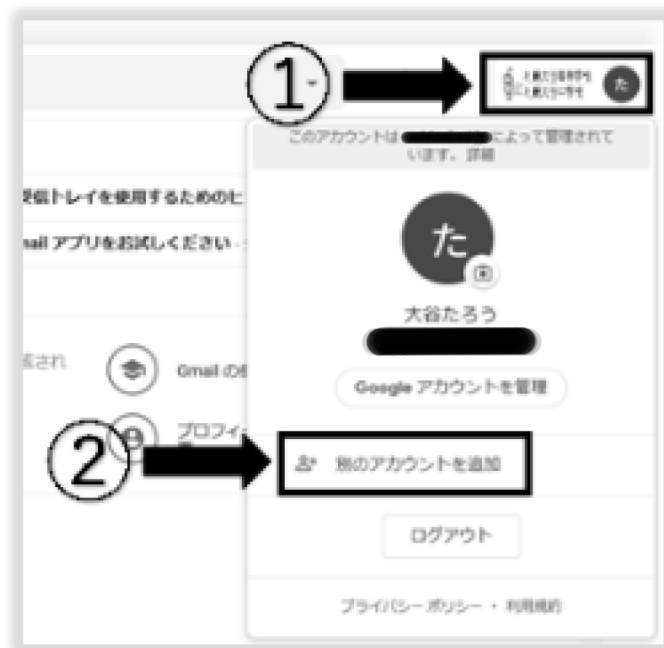 ①
た
このアカウントは によって管理されて
います。 詳細
受信トレイを使用するためのヒ
mail アプリをお試しください -
た
大谷たろう
され
Gmail の
Google アカウントを管理
プロフィ
②
別のアカウントを追加
ログアウト
プライバシー ポリシー ・ 利用規約